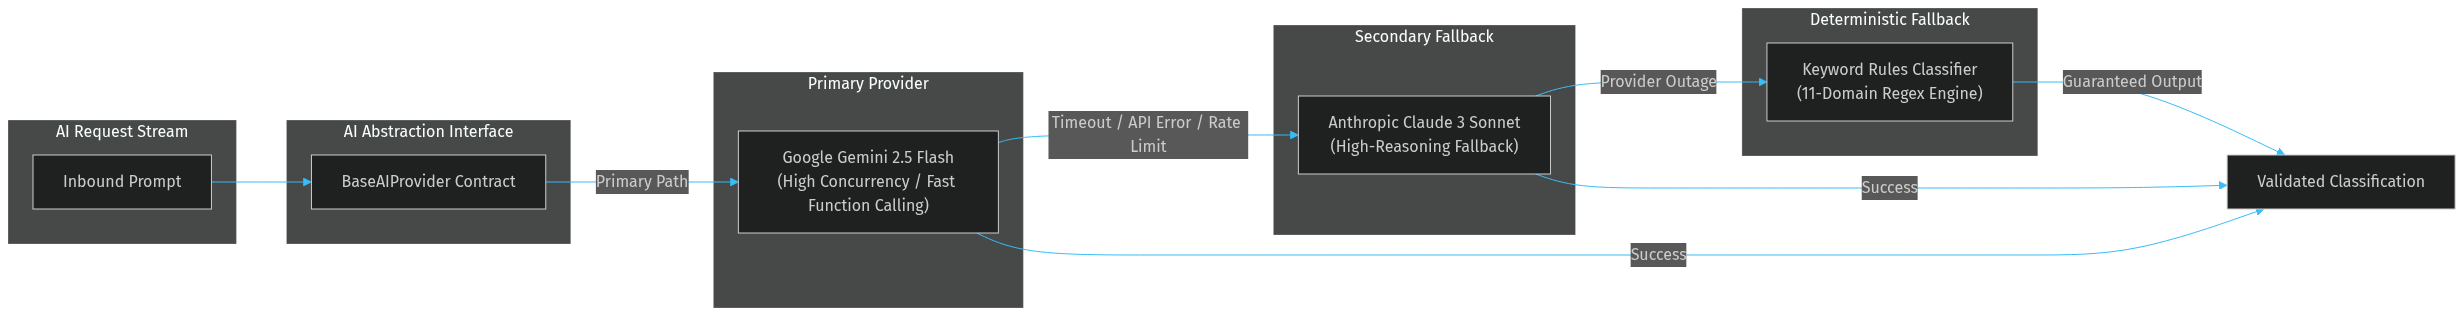 AI Request Stream
Inbound Prompt
AI Abstraction Interface
BaseAIProvider Contract
Primary Path
Primary Provider
Google Gemini 2.5 Flash
(High Concurrency / Fast
Function Calling)
Timeout / API Error / Rate
Limit
Secondary Fallback
Anthropic Claude 3 Sonnet
(High-Reasoning Fallback)
Provider Outage
Deterministic Fallback
Keyword Rules Classifier
(11-Domain Regex Engine)
Guaranteed Output
Success
Success
Validated Classification